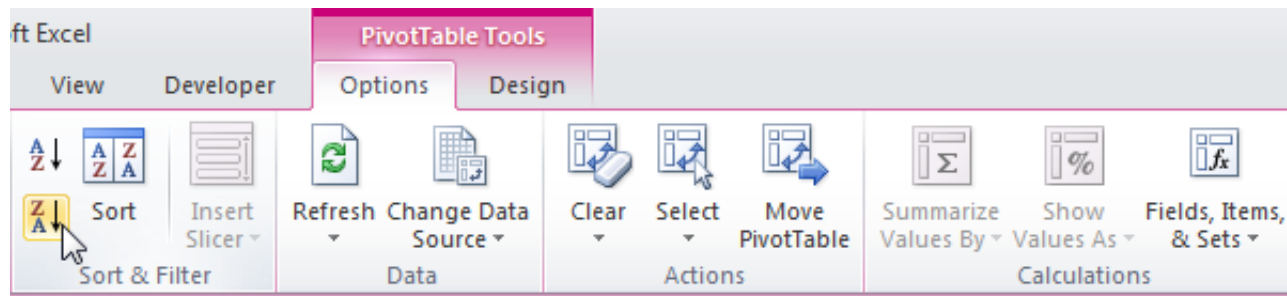 ft Excel
PivotTable Tools
View Developer Options Design
A Z
A Z Z A
Z A
Sort
Insert Slicer
Refresh
Change Data Source
Clear
Select
Move PivotTable
Σ
Summarize Values By
%
Show Values As
fx
Fields, Items, & Sets
Sort & Filter
Data
Actions
Calculations